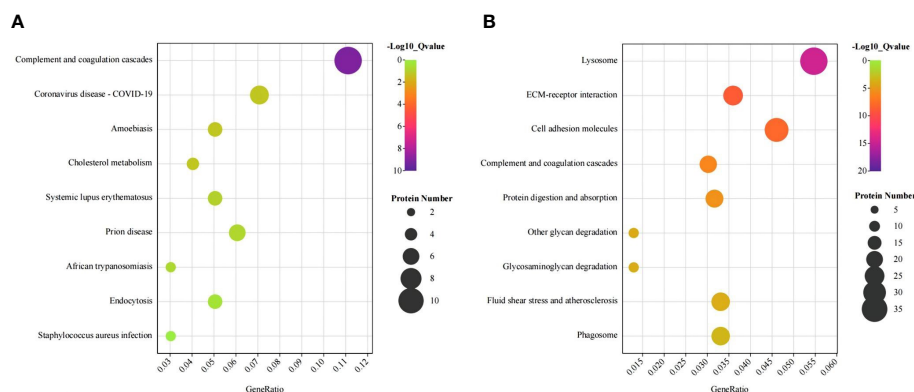 A
Complement and coagulation cascades
Coronavirus disease - COVID-19
Amoebiasis
Cholesterol metabolism
Systemic lupus erythematosus
Prion disease
African trypanosomiasis
Endocytosis
Staphylococcus aureus infection
0.03 0.04 0.05 0.06 0.07 0.08 0.09 0.10 0.11 0.12
GeneRatio
-Log10_Qvalue
0
2
4
6
8
10
Protein Number
2
4
6
8
10
B
Lysosome
ECM-receptor interaction
Cell adhesion molecules
Complement and coagulation cascades
Protein digestion and absorption
Other glycan degradation
Glycosaminoglycan degradation
Fluid shear stress and atherosclerosis
Phagosome
0.015 0.020 0.025 0.030 0.035 0.040 0.045 0.050 0.055 0.060
GeneRatio
-Log10_Qvalue
0
5
10
15
20
Protein Number
5
10
15
20
25
30
35